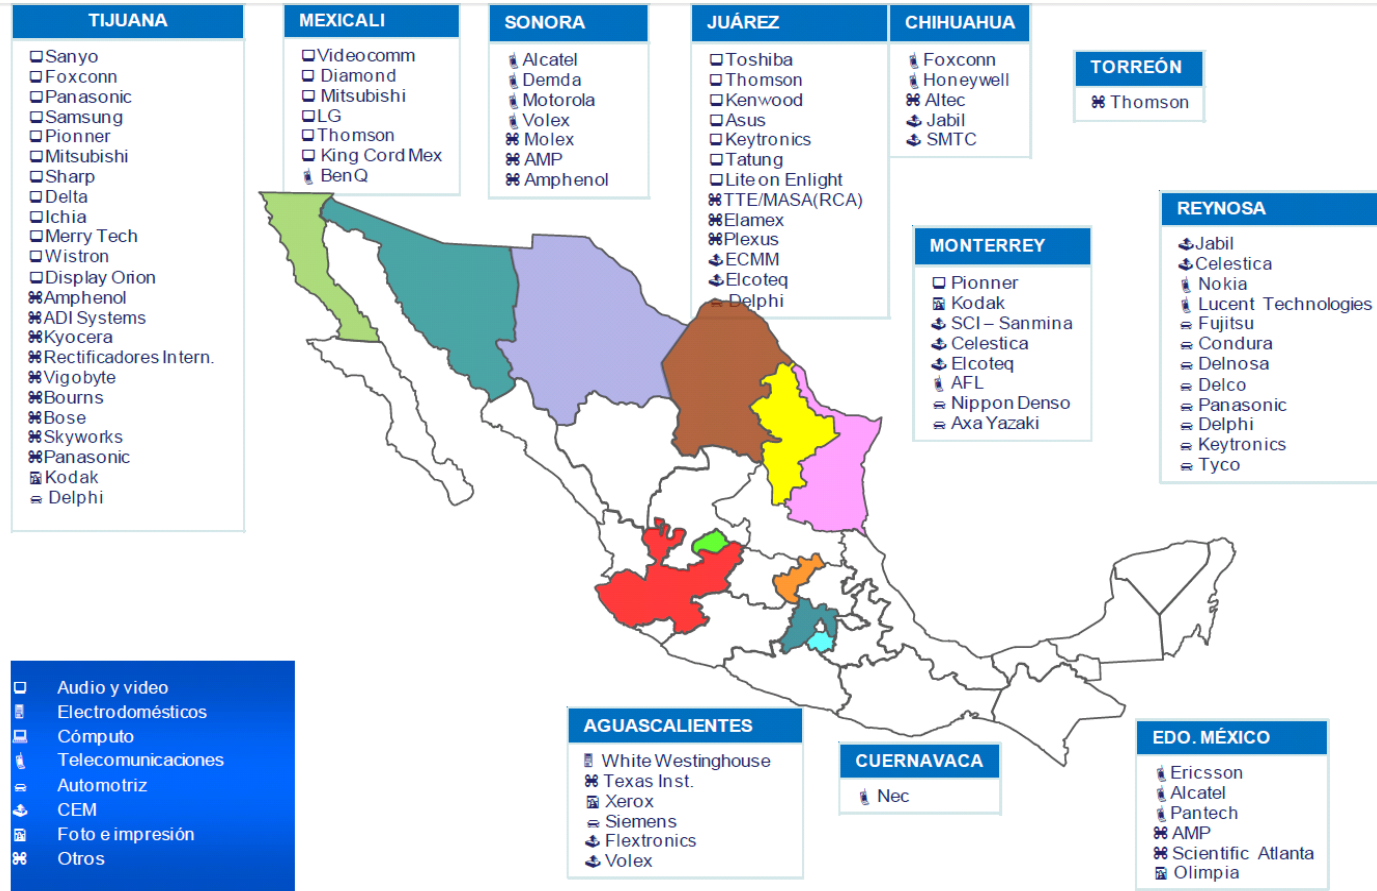 TIJUANA
Sanyo
Foxconn
Panasonic
Samsung
Pionner
Mitsubishi
Sharp
Delta
Ichia
Merry Tech
Wistron
Display Orion
Amphenol
ADI Systems
Kyocera
Rectificadores Intern.
Vigobyte
Bourns
Bose
Skyworks
Panasonic
Kodak
Delphi
MEXICALI
Videocomm
Diamond
Mitsubishi
LG
Thomson
King Cord Mex
BenQ
SONORA
Alcatel
Demda
Motorola
Volex
Molex
AMP
Amphenol
JUÁREZ
Toshiba
Thomson
Kenwood
Asus
Keytronics
Tatung
Lite on Enlight
TTE/MASA(RCA)
Elamex
Plexus
ECMM
Elcoteq
Delphi
CHIHUAHUA
Foxconn
Honeywell
Altec
Jabil
SMTC
TORREÓN
Thomson
MONTERREY
Pionner
Kodak
SCI – Sanmina
Celestica
Elcoteq
AFL
Nippon Denso
Axa Yazaki
REYNOSA
Jabil
Celestica
Nokia
Lucent Technologies
Fujitsu
Condura
Delnosa
Delco
Panasonic
Delphi
Keytronics
Tyco
Audio y video
Electrodomésticos
Cómputo
Telecomunicaciones
Automotriz
CEM
Foto e impresión
Otros
AGUASCALIENTES
White Westinghouse
Texas Inst.
Xerox
Siemens
Flextronics
Volex
CUERNAVACA
Nec
EDO. MÉXICO
Ericsson
Alcatel
Pantech
AMP
Scientific Atlanta
Olimpia